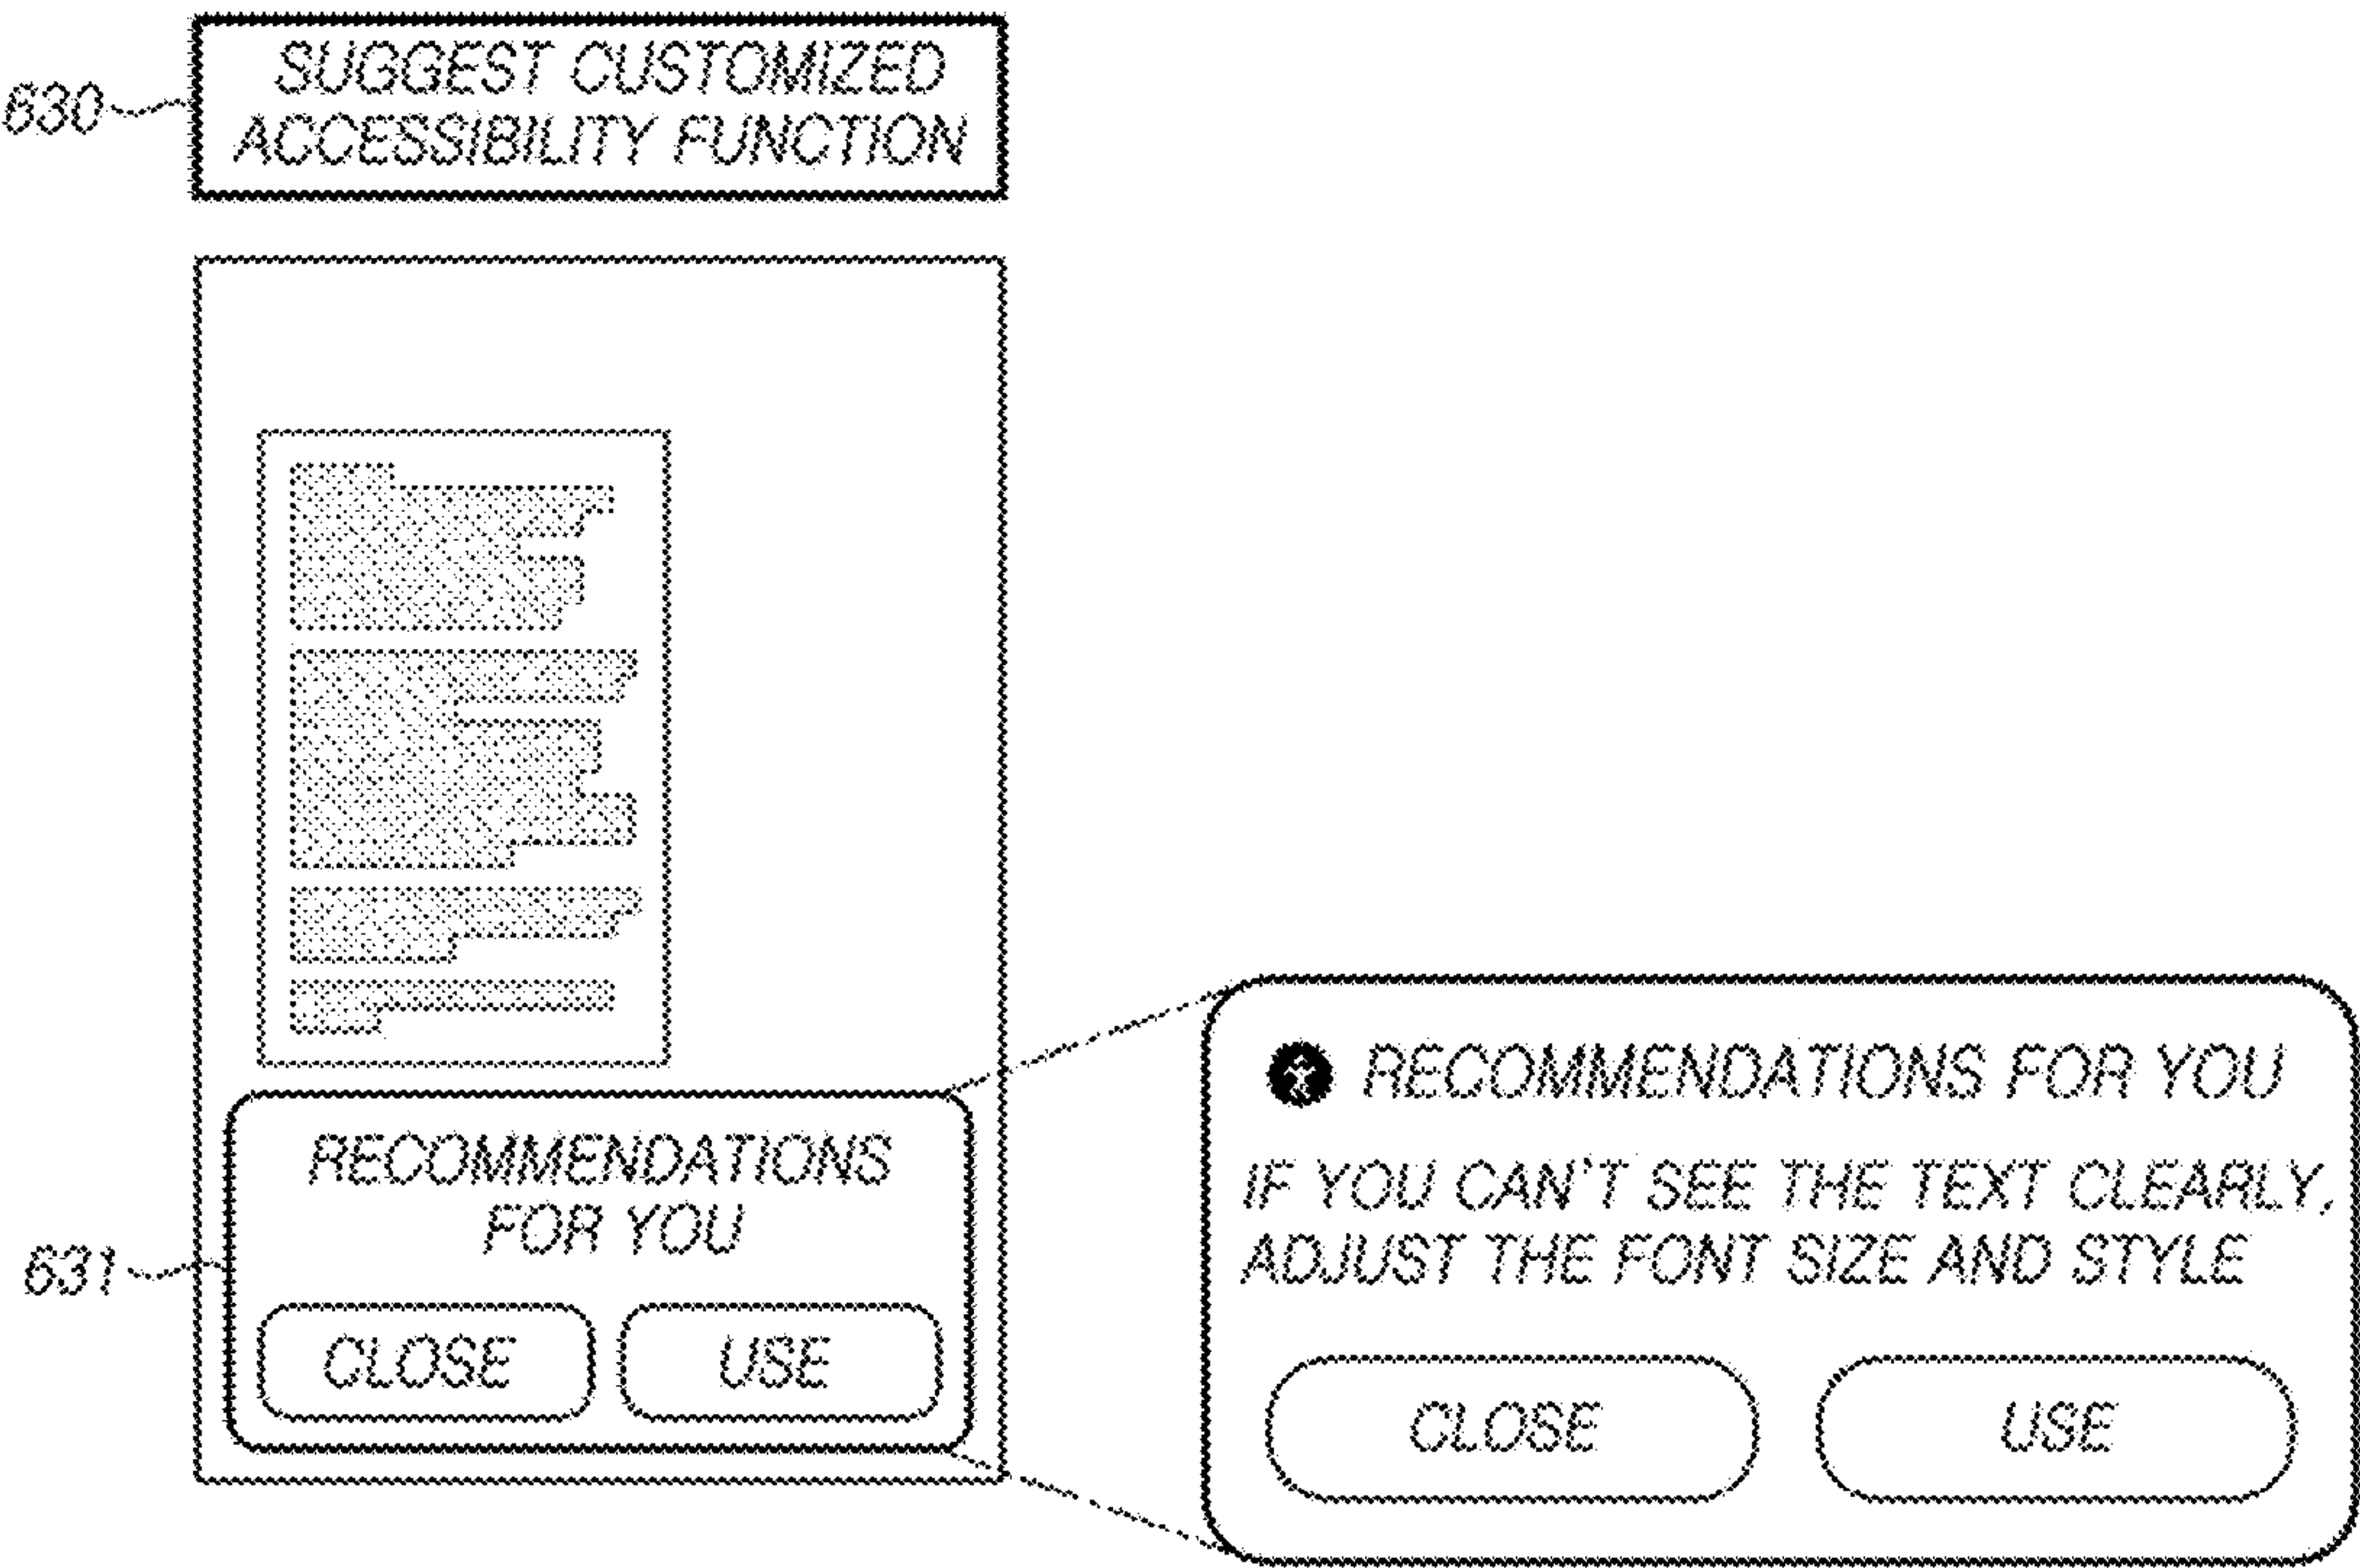 630
SUGGEST CUSTOMIZED
ACCESSIBILITY FUNCTION
631
RECOMMENDATIONS
FOR YOU
CLOSE
USE
RECOMMENDATIONS FOR YOU
IF YOU CAN'T SEE THE TEXT CLEARLY,
ADJUST THE FONT SIZE AND STYLE
CLOSE
USE